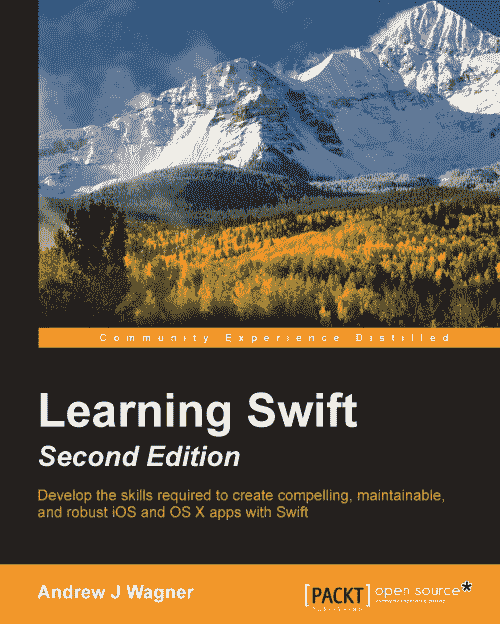 Community Experience Distilled
Learning Swift
Second Edition
Develop the skills required to create compelling, maintainable,
and robust iOS and OS X apps with Swift
Andrew J Wagner
[PACKT] open source*